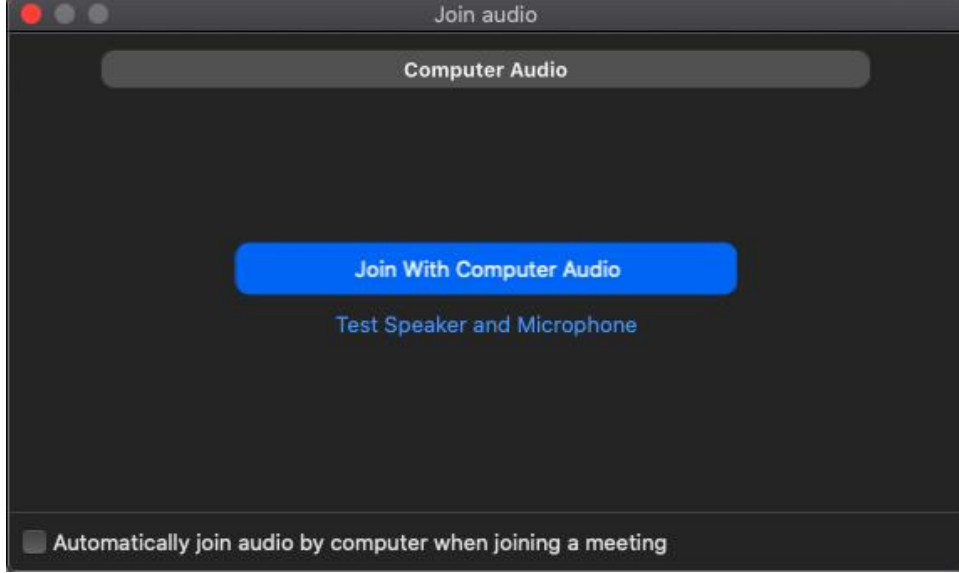 Join audio
Computer Audio
Join With Computer Audio
Test Speaker and Microphone
Automatically join audio by computer when joining a meeting